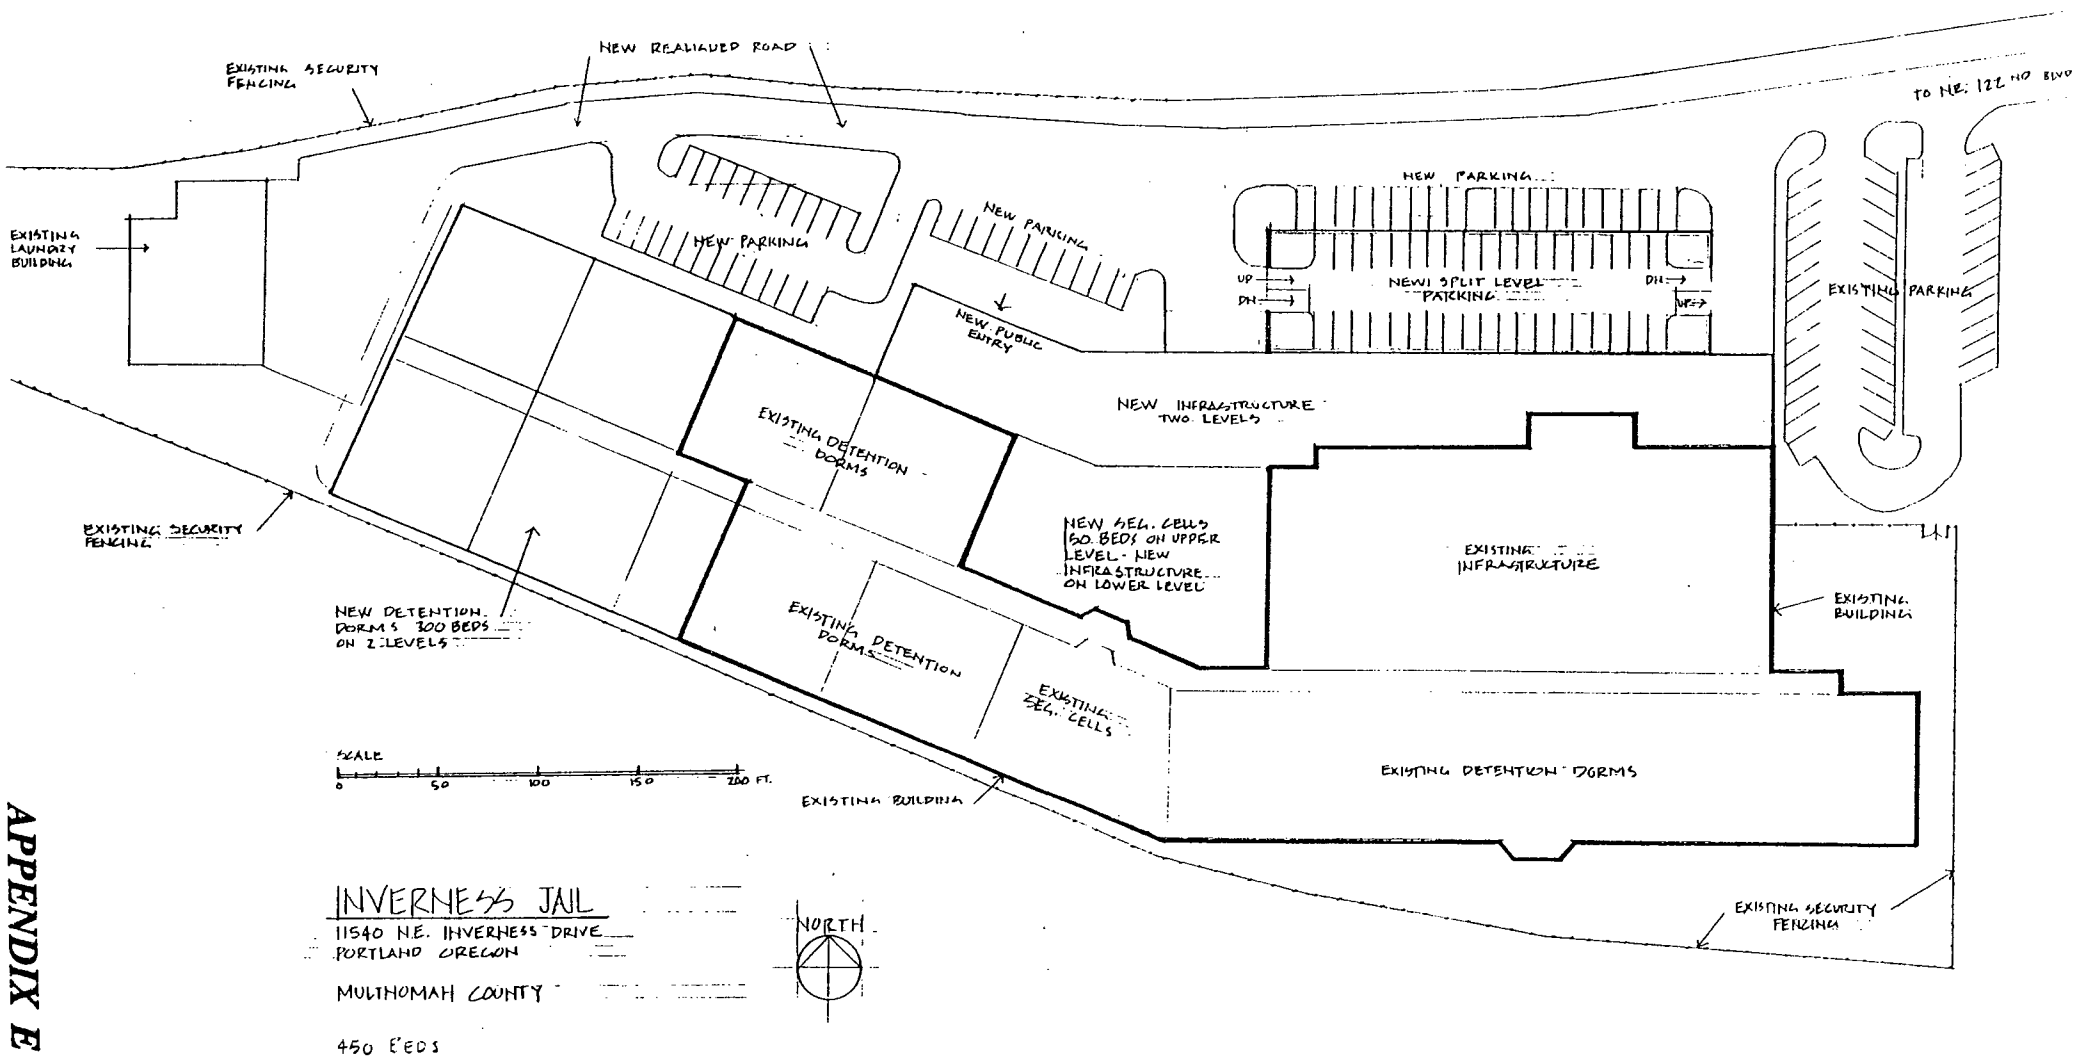 NEW REALIGNED ROAD
EXISTING SECURITY
FENCING
TO NE. 122 ND BLVD
NEW PARKING
NEW PARKING
NEW PARKING
EXISTING
LAUNDRY
BUILDING
UP
DN
NEW SPLIT LEVEL
PARKING
DN
UP
EXISTING PARKING
NEW PUBLIC
ENTRY
NEW INFRASTRUCTURE
TWO LEVELS
EXISTING DETENTION
DORMS
EXISTING SECURITY
FENCING
NEW SEG. CELLS
50 BEDS ON UPPER
LEVEL - NEW
INFRASTRUCTURE
ON LOWER LEVEL
EXISTING
INFRASTRUCTURE
EXISTING
BUILDING
NEW DETENTION
DORMS 300 BEDS
ON 2 LEVELS
EXISTING DETENTION
DORMS
EXISTING
SEG. CELLS
EXISTING DETENTION DORMS
SCALE
0 50 100 150 200 FT.
EXISTING BUILDING
EXISTING SECURITY
FENCING
INVERNESS JAIL
11540 N.E. INVERNESS DRIVE
PORTLAND OREGON
MULTNOMAH COUNTY
450 BEDS
NORTH
APPENDIX E